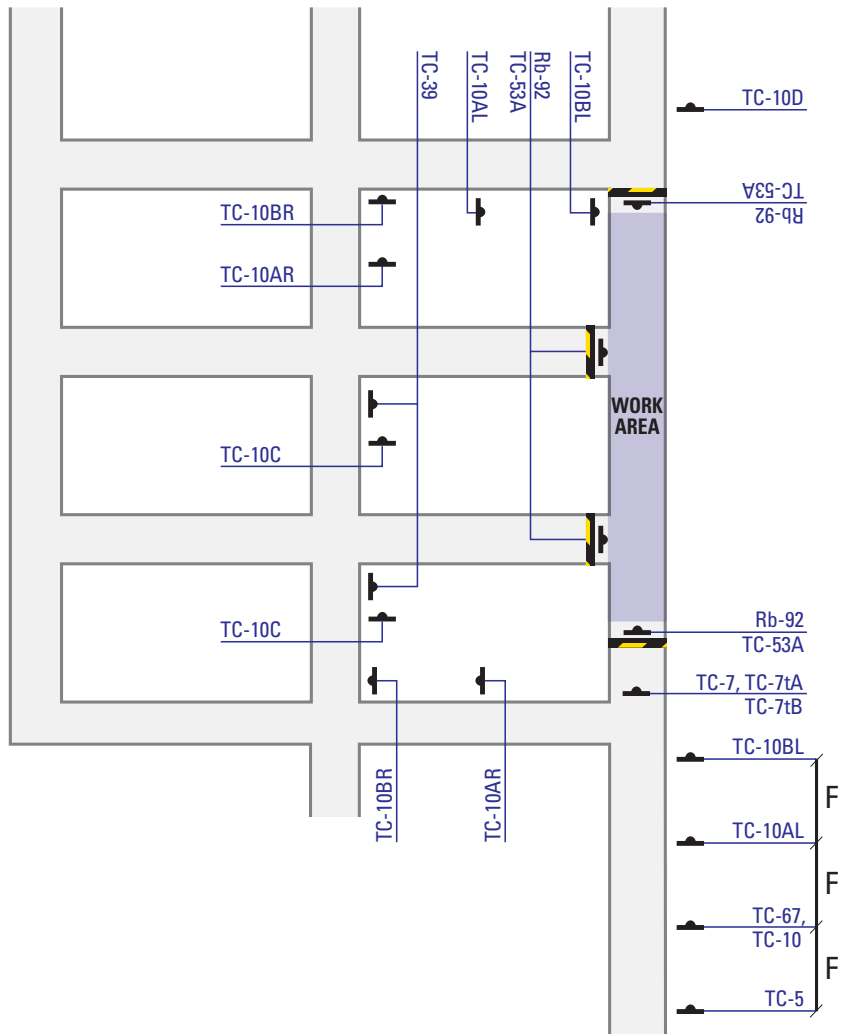 TC-39
TC-10AL
Rb-92
TC-53A
TC-10BL
TC-10D
TC-10BR
TC-53A
Rb-92
TC-10AR
WORK
AREA
TC-10C
TC-10C
Rb-92
TC-53A
TC-7, TC-7tA
TC-7tB
TC-10BL
F
TC-10BR
TC-10AR
TC-10AL
F
TC-67,
TC-10
F
TC-5